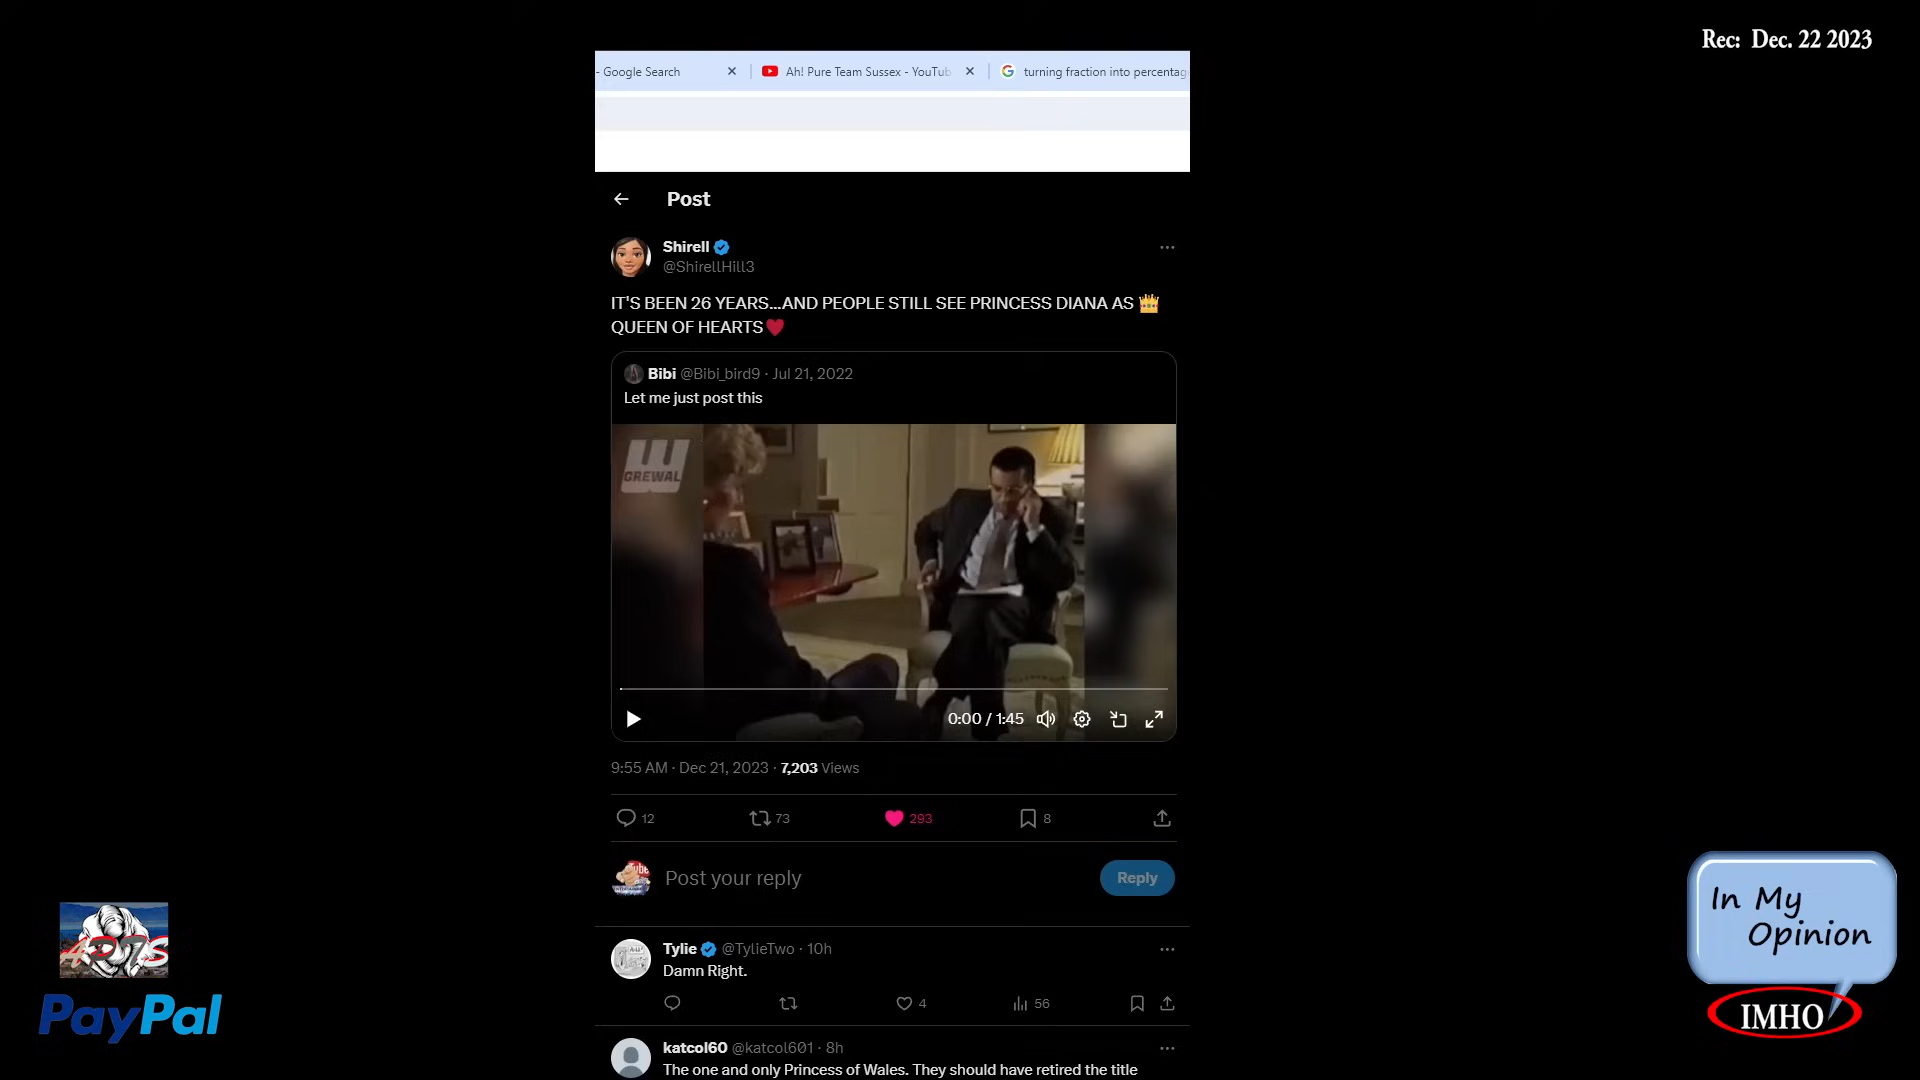 Rec: Dec. 22 2023
- Google Search
Ah! Pure Team Sussex - YouTub
turning fraction into percentag
Post
Shirell
@ShirellHill3
IT'S BEEN 26 YEARS...AND PEOPLE STILL SEE PRINCESS DIANA AS 👑
QUEEN OF HEARTS♥
Bibi @Bibi_bird9 · Jul 21, 2022
Let me just post this
GREWAL
0:00 / 1:45
9:55 AM · Dec 21, 2023 · 7,203 Views
12 73 293 8
Post your reply
Reply
Tylie @TylieTwo · 10h
Damn Right.
4 56
katcol60 @katcol601 · 8h
The one and only Princess of Wales. They should have retired the title
PayPal
In My
Opinion
IMHO